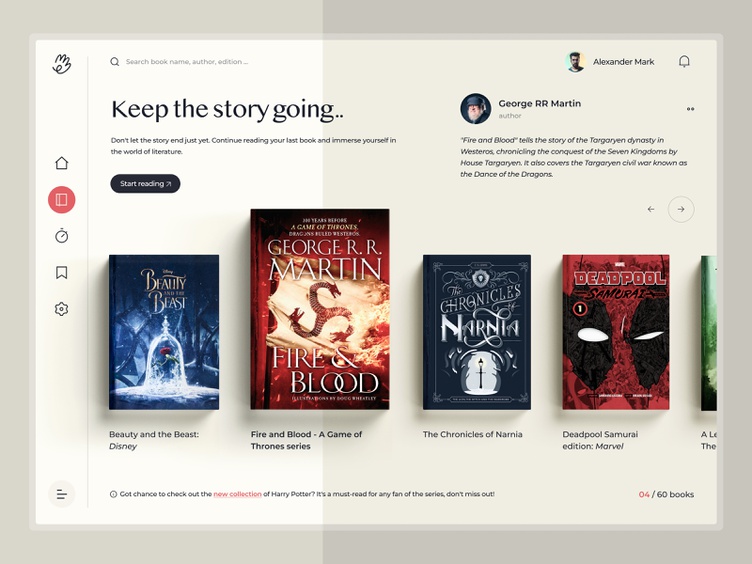 Search book name, author, edition ...
Alexander Mark
Keep the story going..
Don't let the story end just yet. Continue reading your last book and immerse yourself in
the world of literature.
Start reading
George RR Martin
author
"Fire and Blood" tells the story of the Targaryen dynasty in
Westeros, chronicling the conquest of the Seven Kingdoms by
House Targaryen. It also covers the Targaryen civil war known as
the Dance of the Dragons.
Disney
BEAUTY
AND THE
BEAST
300 YEARS BEFORE
A GAME OF THRONES,
DRAGONS RULED WESTEROS.
GEORGE R. R.
MARTIN
FIRE &
BLOOD
ILLUSTRATIONS BY DOUG WHEATLEY
The
CHRONICLES
OF
NARNIA
MARVEL
DEADPOOL
SAMURAI
1
Beauty and the Beast:
Disney
Fire and Blood - A Game of
Thrones series
The Chronicles of Narnia
Deadpool Samurai
edition: Marvel
A Le
The
Got chance to check out the new collection of Harry Potter? It's a must-read for any fan of the series, don't miss out!
04 / 60 books